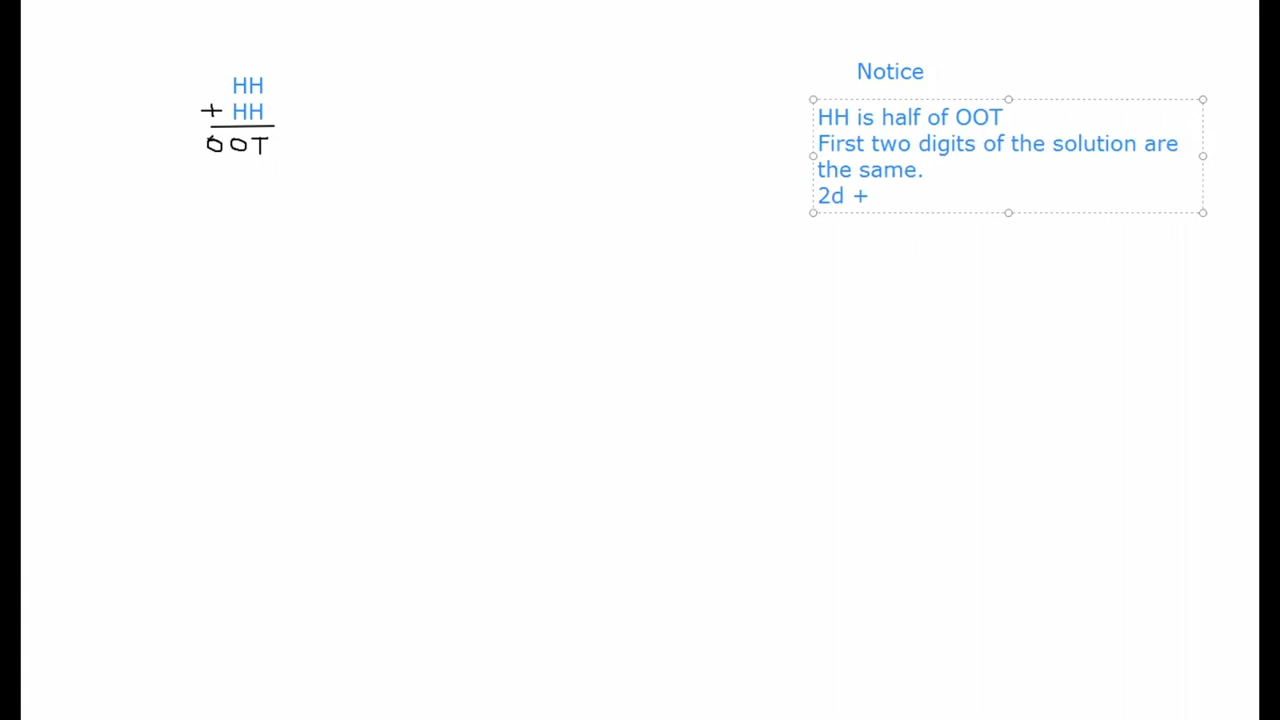 HH
+ HH
OOT
Notice
HH is half of OOT
First two digits of the solution are
the same.
2d +